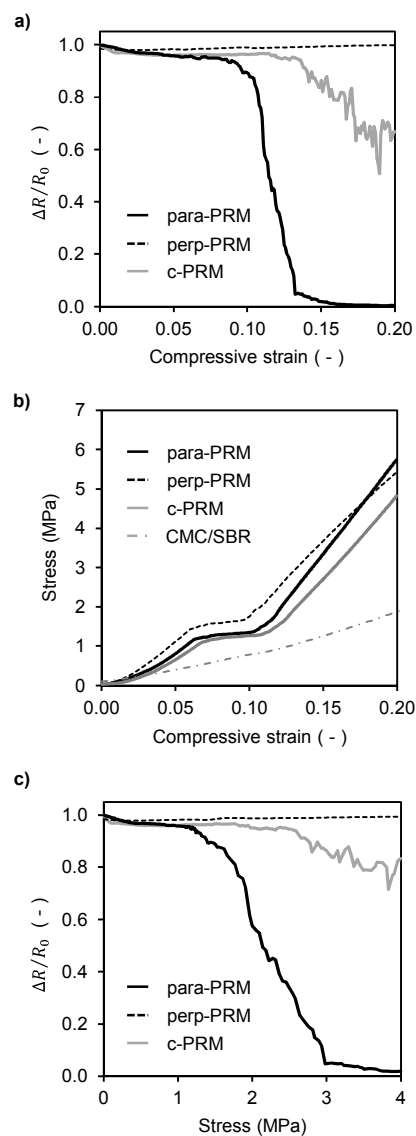 a)
1.0
0.8
0.6
0.4
0.2
0.0
ΔR/R₀ ( - )
para-PRM
perp-PRM
c-PRM
0.00 0.05 0.10 0.15 0.20
Compressive strain ( - )
b)
7
6
5
4
3
2
1
0
Stress (MPa)
para-PRM
perp-PRM
c-PRM
CMC/SBR
0.00 0.05 0.10 0.15 0.20
Compressive strain ( - )
c)
1.0
0.8
0.6
0.4
0.2
0.0
ΔR/R₀ ( - )
para-PRM
perp-PRM
c-PRM
0 1 2 3 4
Stress (MPa)